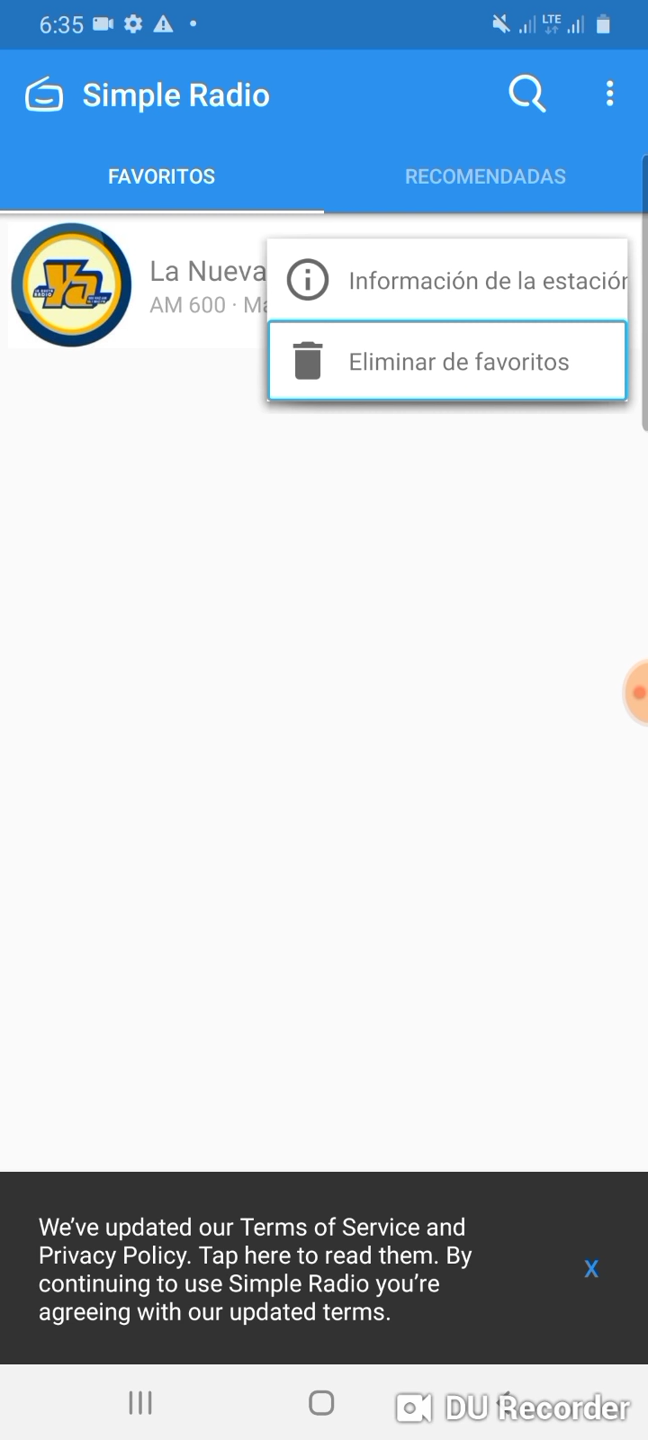 6:35
LTE
Simple Radio
FAVORITOS
RECOMENDADAS
La Nueva
AM 600 ·
Información de la estación
Eliminar de favoritos
We’ve updated our Terms of Service and
Privacy Policy. Tap here to read them. By
continuing to use Simple Radio you’re
agreeing with our updated terms.
X
DU Recorder